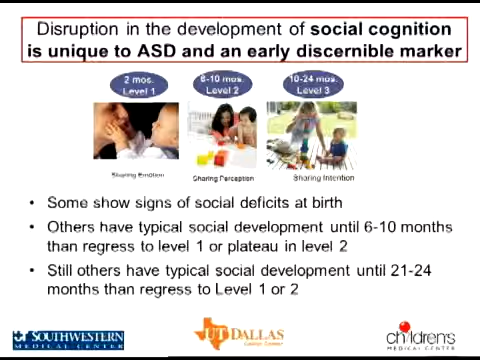 Disruption in the development of social cognition
is unique to ASD and an early discernible marker
2 mos.
Level 1
6-10 mos.
Level 2
10-24 mos.
Level 3
Sharing Emotion
Sharing Perception
Sharing Intention
• Some show signs of social deficits at birth
• Others have typical social development until 6-10 months
than regress to level 1 or plateau in level 2
• Still others have typical social development until 21-24
months than regress to Level 1 or 2
SOUTHWESTERN
MEDICAL CENTER
UT DALLAS
children's
MEDICAL CENTER